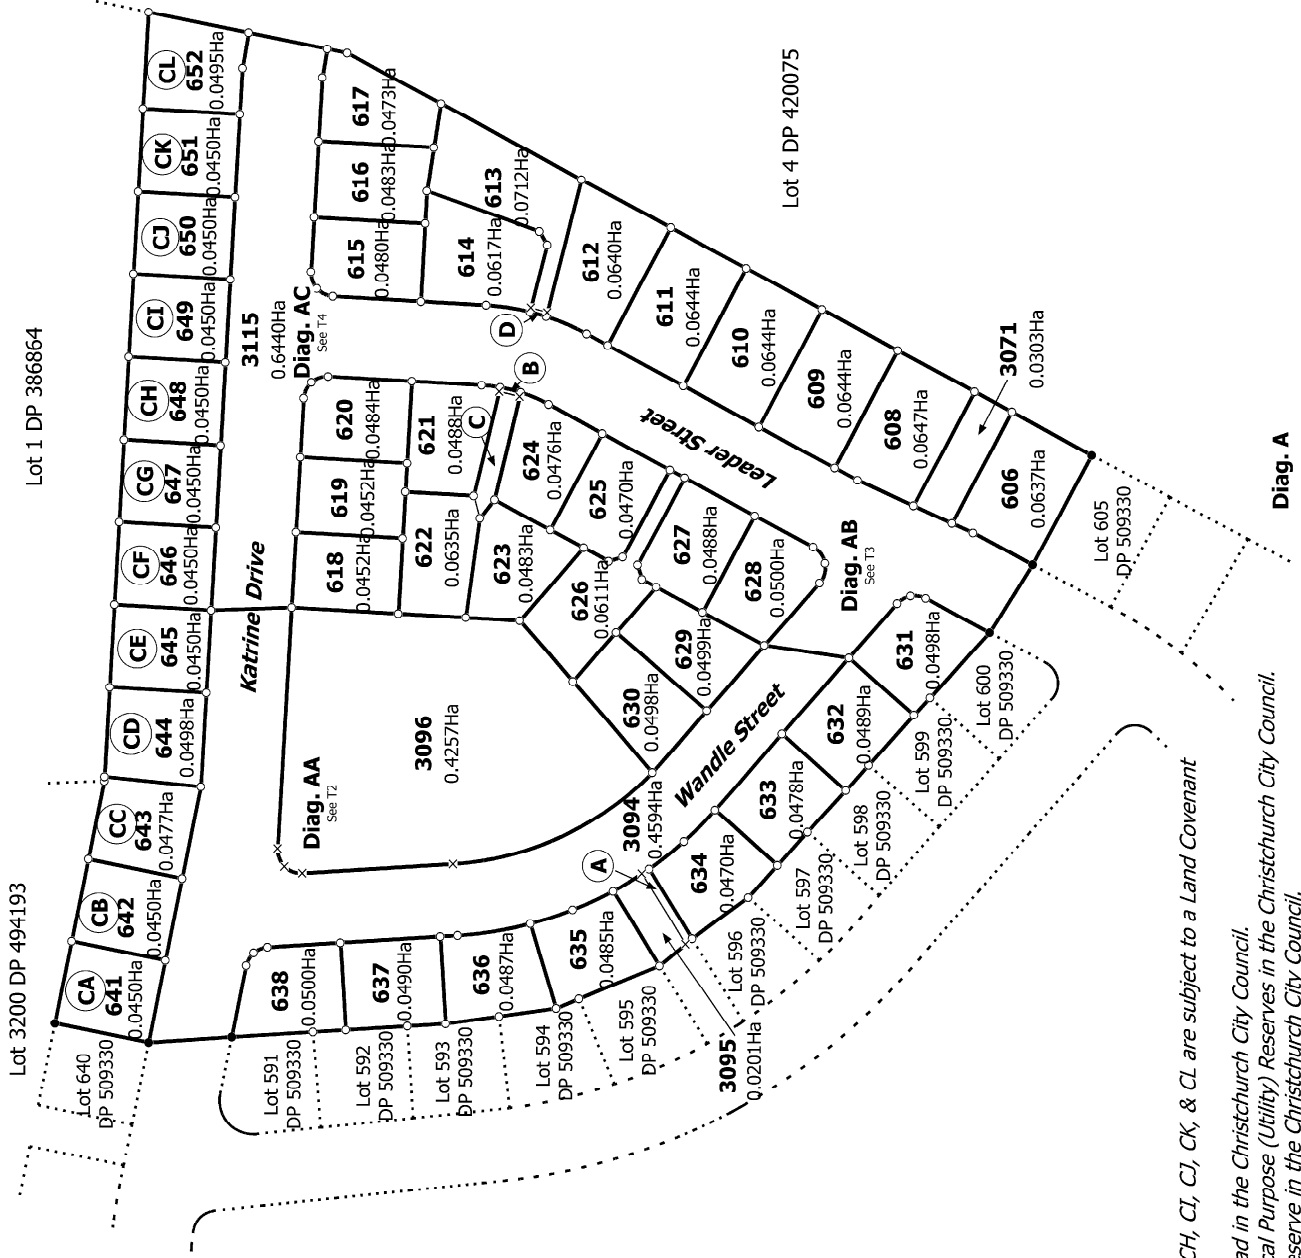 Lot 3200 DP 494193
Lot 1 DP 386864
Lot 4 DP 420075
Lot 640
DP 509330
CA
641
0.0450Ha
CB
642
0.0450Ha
CC
643
0.0477Ha
CD
644
0.0498Ha
CE
645
0.0450Ha
CF
646
0.0450Ha
CG
647
0.0450Ha
CH
648
0.0450Ha
CI
649
0.0450Ha
CJ
650
0.0450Ha
CK
651
0.0450Ha
CL
652
0.0495Ha
Katrine Drive
3115
0.6440Ha
Diag. AC
See T4
Diag. AA
See T2
3096
0.4257Ha
618
0.0452Ha
619
0.0452Ha
620
0.0484Ha
621
0.0488Ha
622
0.0635Ha
623
0.0483Ha
C
B
D
624
0.0476Ha
625
0.0470Ha
626
0.0611Ha
627
0.0488Ha
628
0.0500Ha
629
0.0499Ha
630
0.0498Ha
615
0.0480Ha
616
0.0483Ha
617
0.0473Ha
614
0.0617Ha
613
0.0712Ha
612
0.0640Ha
611
0.0644Ha
610
0.0644Ha
609
0.0644Ha
608
0.0647Ha
3071
0.0303Ha
606
0.0637Ha
Leader Street
Diag. AB
See T3
Lot 605
DP 509330
Wandle Street
3094
0.4594Ha
A
631
0.0498Ha
632
0.0489Ha
633
0.0478Ha
634
0.0470Ha
635
0.0485Ha
636
0.0487Ha
637
0.0490Ha
638
0.0500Ha
3095
0.0201Ha
Lot 591
DP 509330
Lot 592
DP 509330
Lot 593
DP 509330
Lot 594
DP 509330
Lot 595
DP 509330
Lot 596
DP 509330
Lot 597
DP 509330
Lot 598
DP 509330
Lot 599
DP 509330
Lot 600
DP 509330
Diag. A
CH, CI, CJ, CK, & CL are subject to a Land Covenant
ad in the Christchurch City Council.
cal Purpose (Utility) Reserves in the Christchurch City Council.
eserve in the Christchurch City Council.